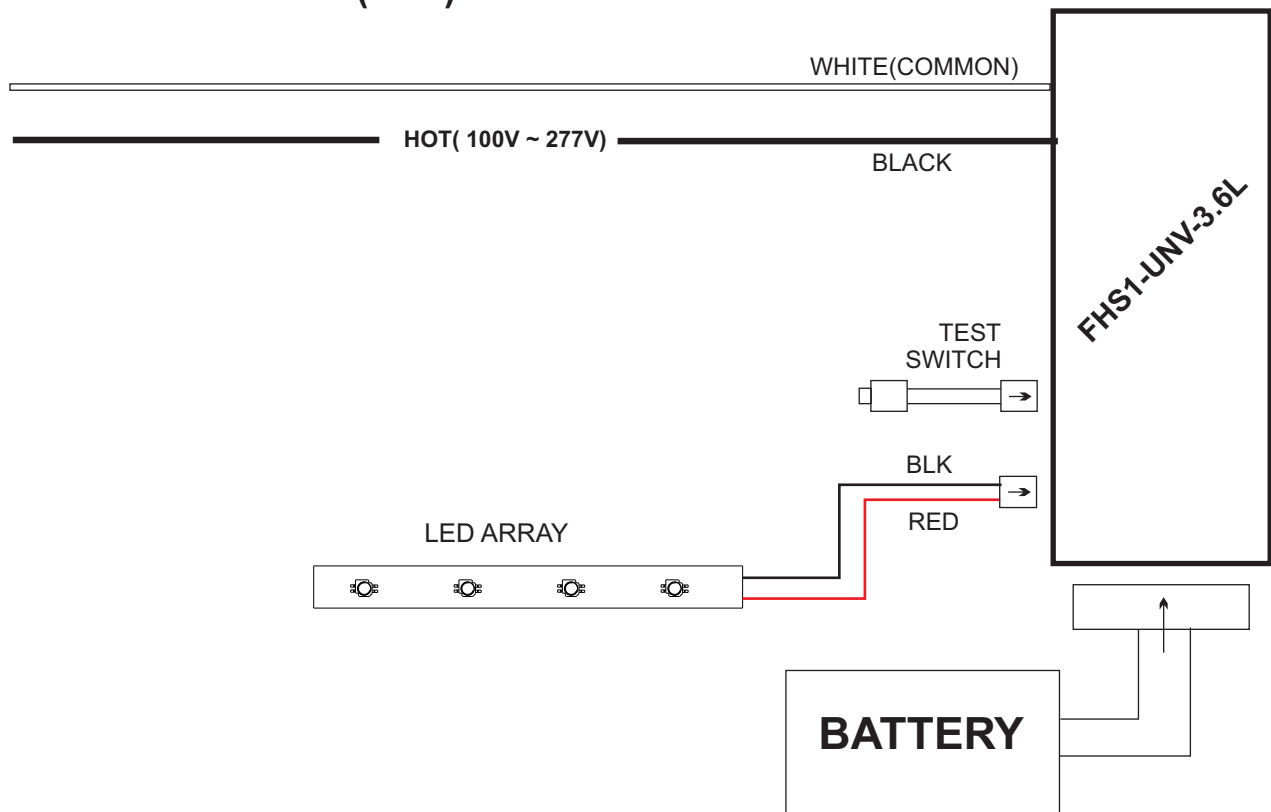 WHITE(COMMON)
HOT( 100V ~ 277V)
BLACK
FHS1-UNV-3.6L
TEST
SWITCH
BLK
RED
LED ARRAY
BATTERY